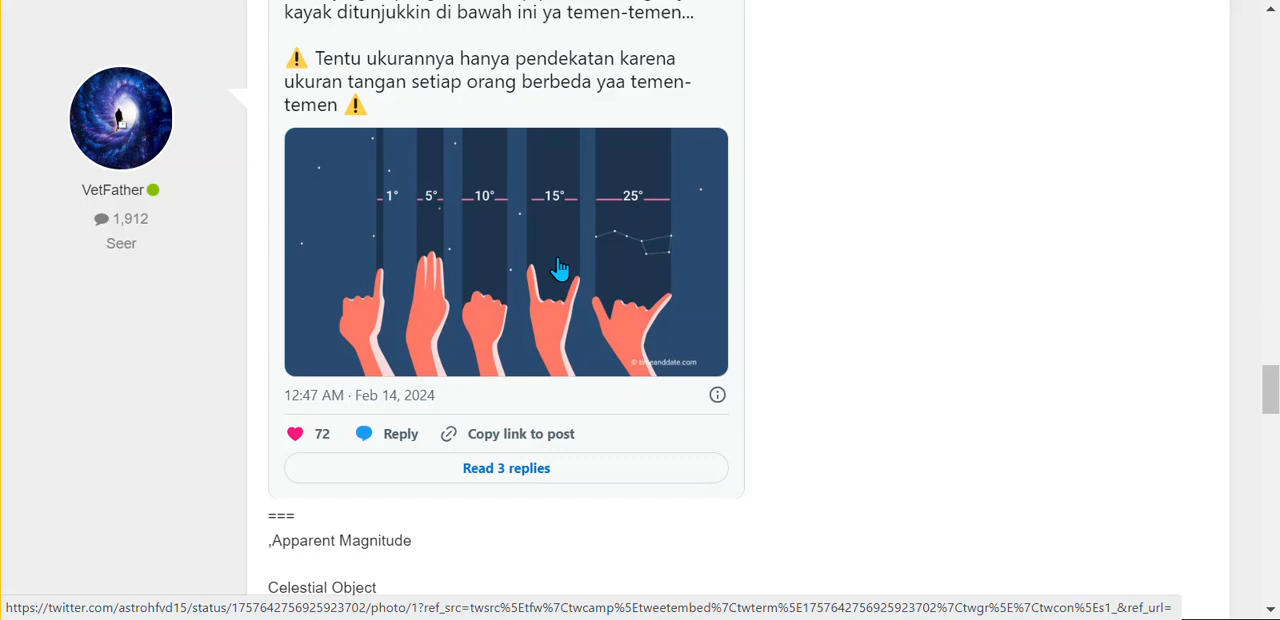 kayak ditunjukkin di bawah ini ya temen-temen...
⚠️ Tentu ukurannya hanya pendekatan karena
ukuran tangan setiap orang berbeda yaa temen-
temen ⚠️
VetFather
1,912
Seer
1° 5° 10° 15° 25°
© timeanddate.com
12:47 AM · Feb 14, 2024
72 Reply Copy link to post
Read 3 replies
===
,Apparent Magnitude
Celestial Object
https://twitter.com/astrohfvd15/status/1757642756925923702/photo/1?ref_src=twsrc%5Etfw%7Ctwcamp%5Etweetembed%7Ctwterm%5E1757642756925923702%7Ctwgr%5E%7Ctwcon%5Es1_&ref_url=